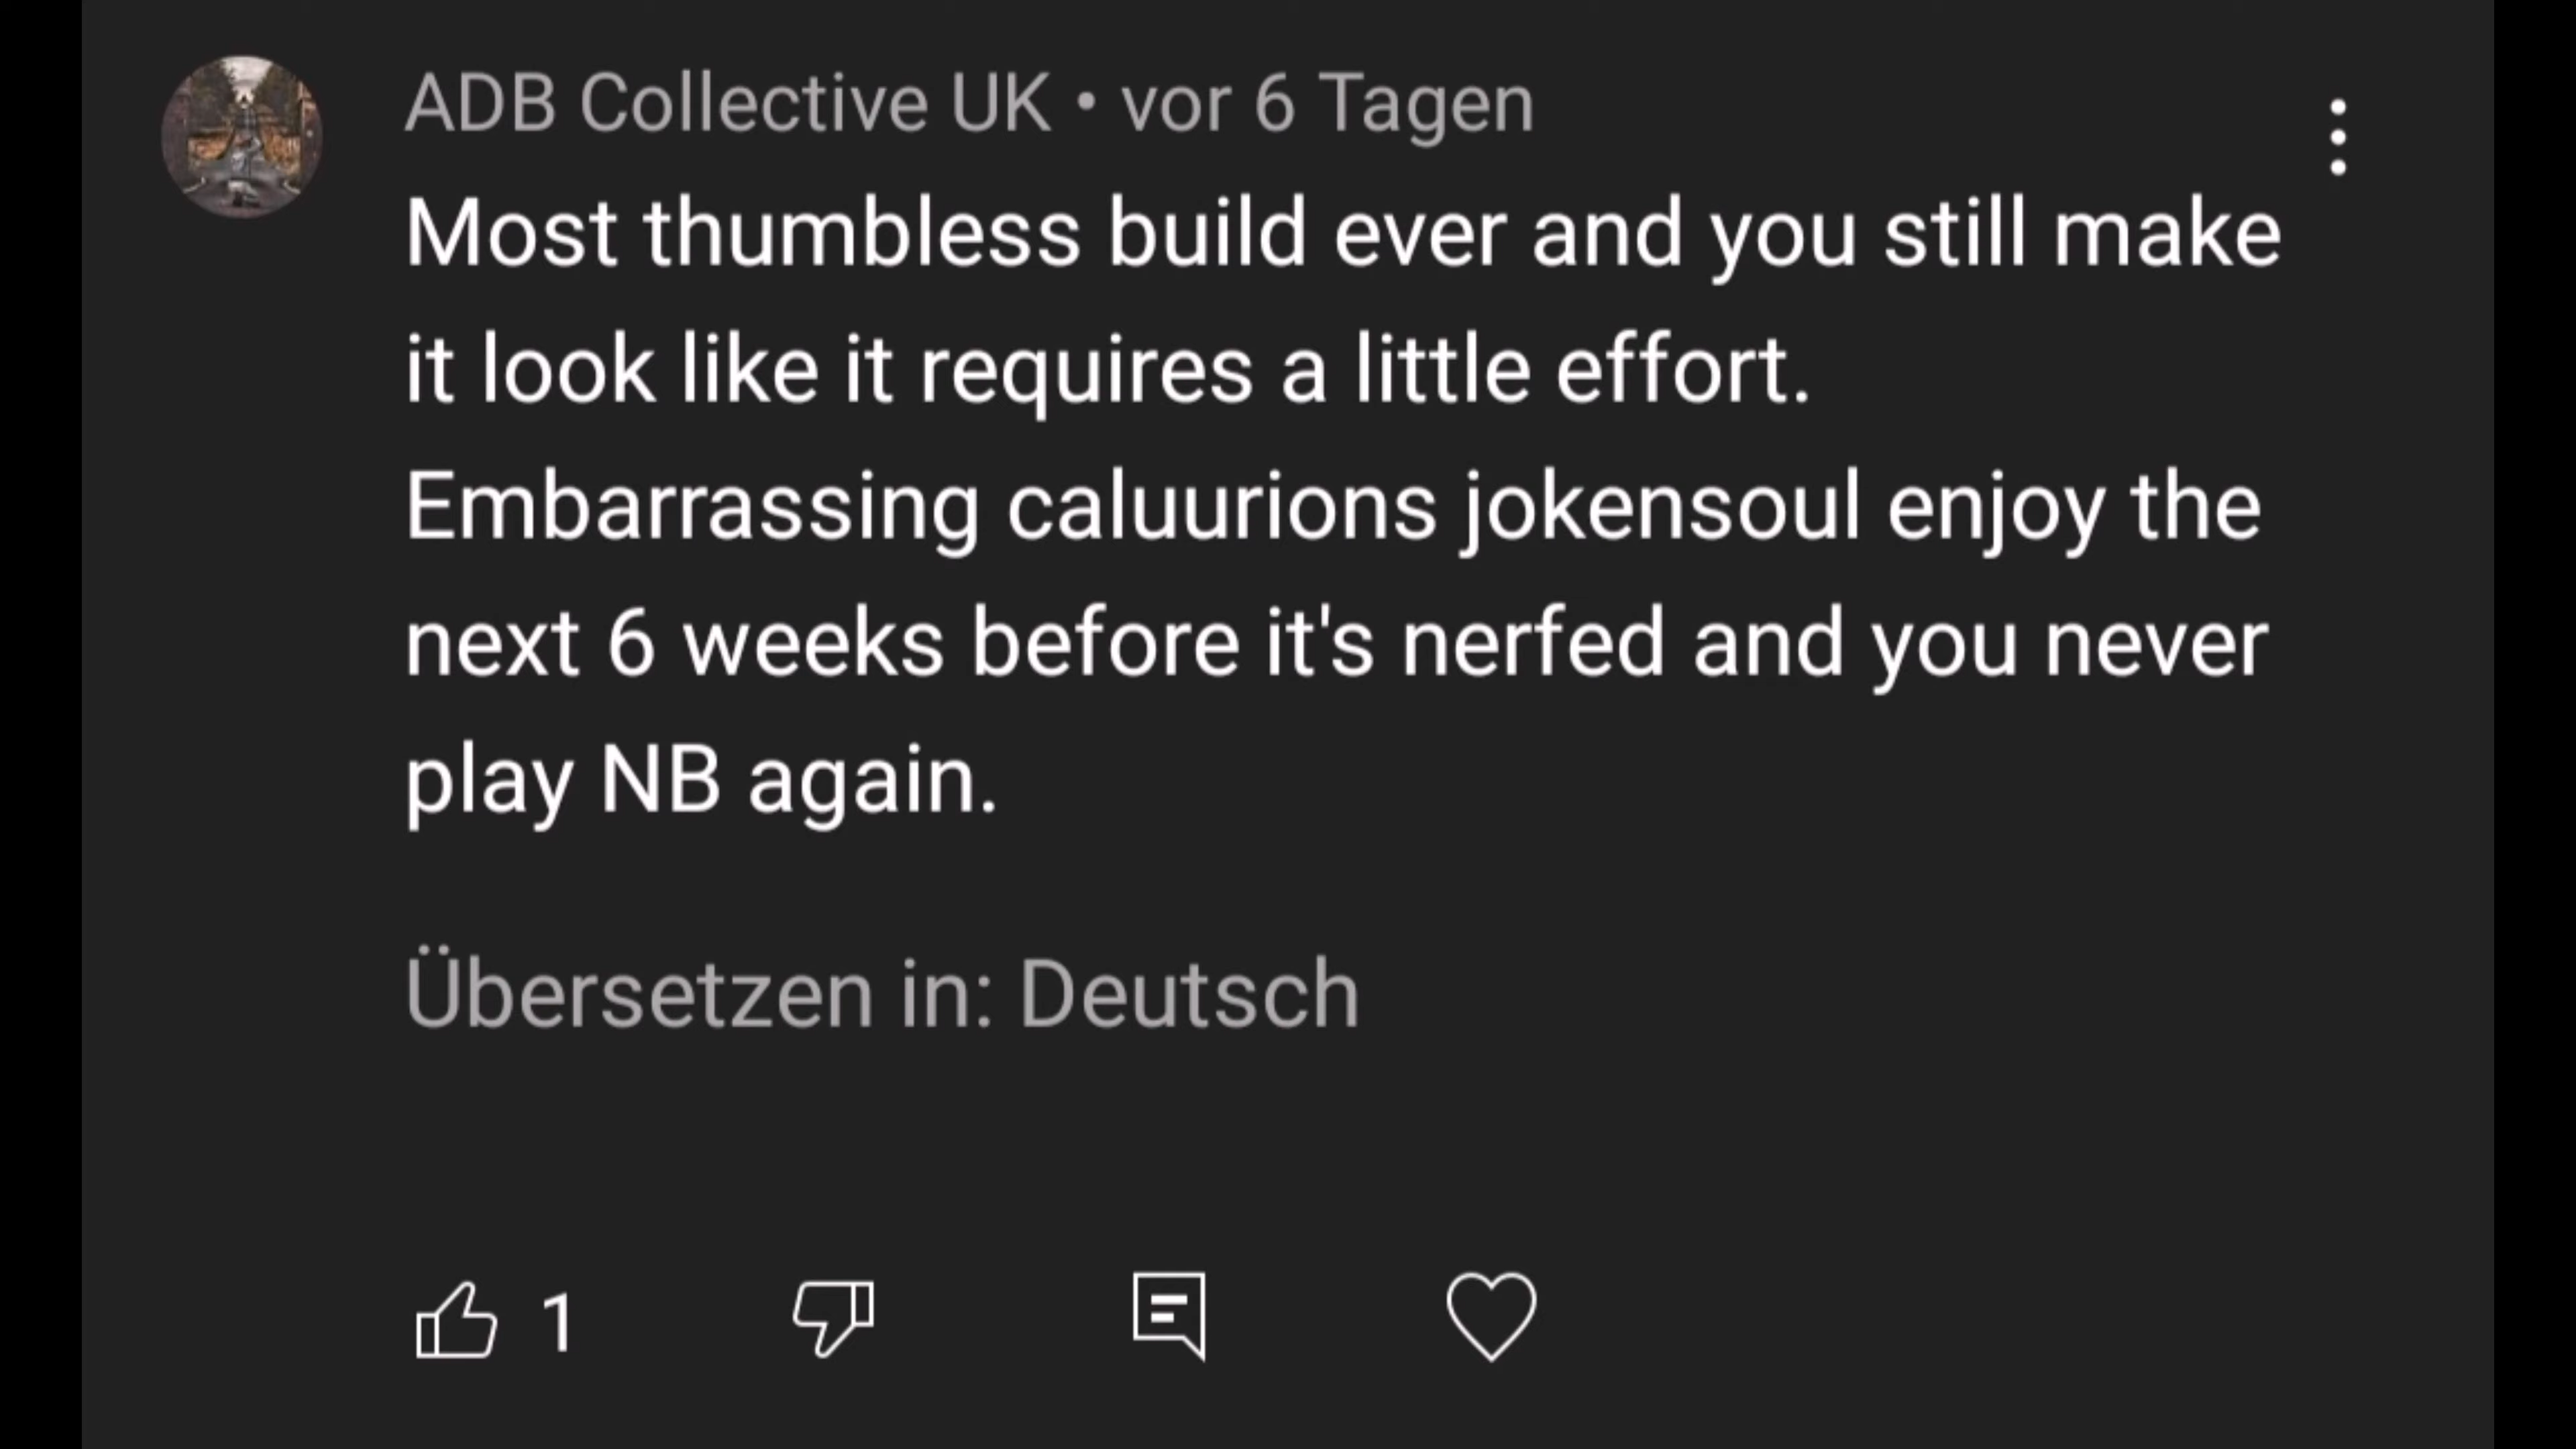 ADB Collective UK • vor 6 Tagen
Most thumbless build ever and you still make
it look like it requires a little effort.
Embarrassing caluurions jokensoul enjoy the
next 6 weeks before it's nerfed and you never
play NB again.
Übersetzen in: Deutsch
1